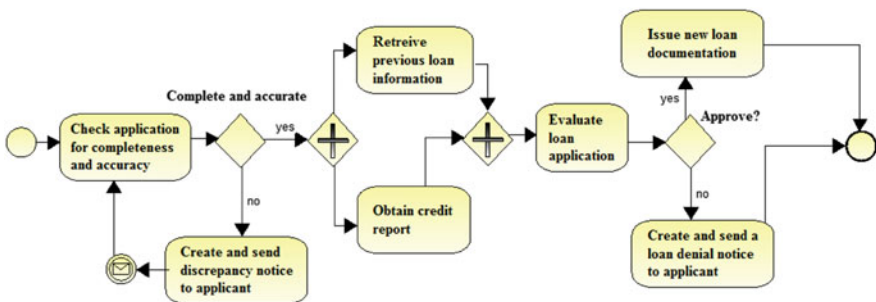 Check application
for completeness
and accuracy
Complete and accurate
yes
no
Create and send
discrepancy notice
to applicant
Retreive
previous loan
information
Obtain credit
report
Evaluate
loan
application
Approve?
yes
no
Issue new loan
documentation
Create and send a
loan denial notice
to applicant